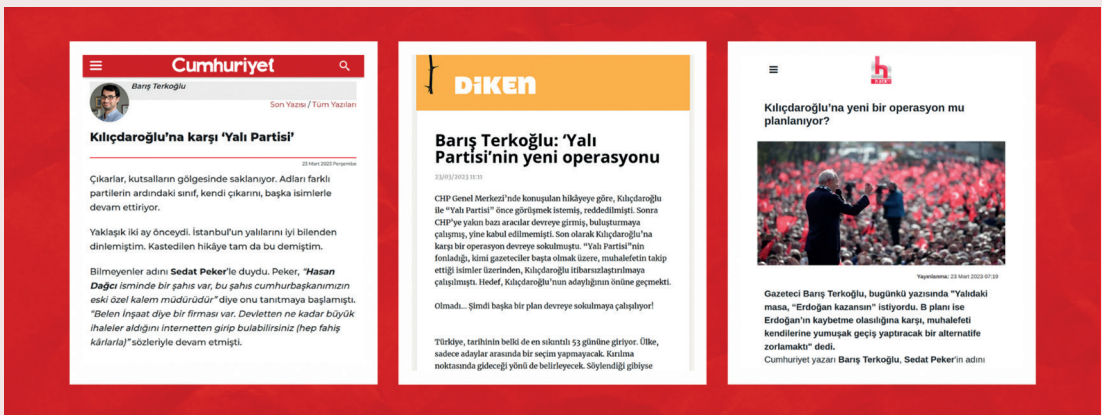 Cumhuriyet
Barış Terkoğlu
Son Yazısı / Tüm Yazıları
Kılıçdaroğlu’na karşı ‘Yalı Partisi’
23 Mart 2023 Perşembe
Çıkarlar, kutsalların gölgesinde saklanıyor. Adları farklı
partilerin ardındaki sınıf, kendi çıkarını, başka isimlerle
devam ettiriyor.
Yaklaşık iki ay önceydi. İstanbul’un yalılarını iyi bilenden
dinlemiştim. Kastedilen hikâye tam da bu demiştim.
Bilmeyenler adını Sedat Peker’le duydu. Peker, “Hasan
Dağcı isminde bir şahıs var, bu şahıs cumhurbaşkanımızın
eski özel kalem müdürüdür” diye onu tanıtmaya başlamıştı.
“Belen İnşaat diye bir firması var. Devletten ne kadar büyük
ihaleler aldığını internetten girip bulabilirsiniz (hep fahiş
kârlarla)” sözleriyle devam etmişti.
DiKEN
Barış Terkoğlu: ‘Yalı
Partisi’nin yeni operasyonu
23/03/2023 11:11
CHP Genel Merkezi’nde konuşulan hikâyeye göre, Kılıçdaroğlu
ile “Yalı Partisi” önce görüşmek istemiş, reddedilmişti. Sonra
CHP’ye yakın bazı aracılar devreye girmiş, buluşturmaya
çalışmış, yine kabul edilmemişti. Son olarak Kılıçdaroğlu’na
karşı bir operasyon devreye sokulmuştu. “Yalı Partisi”nin
fonladığı, kimi gazeteciler başta olmak üzere, muhalefetin takip
ettiği isimler üzerinden, Kılıçdaroğlu itibarsızlaştırılmaya
çalışılmıştı. Hedef, Kılıçdaroğlu’nun adaylığının önüne geçmekti.
Olmadı... Şimdi başka bir plan devreye sokulmaya çalışılıyor!
Türkiye, tarihinin belki de en sıkıntılı 53 gününe giriyor. Ülke,
sadece adaylar arasında bir seçim yapmayacak. Kırılma
noktasında gideceği yönü de belirleyecek. Söylendiği gibiyse
h
Kılıçdaroğlu’na yeni bir operasyon mu
planlanıyor?
Yayınlanma: 23 Mart 2023 07:19
Gazeteci Barış Terkoğlu, bugünkü yazısında "Yalıdaki
masa, “Erdoğan kazansın” istiyordu. B planı ise
Erdoğan’ın kaybetme olasılığına karşı, muhalefeti
kendilerine yumuşak geçiş yaptıracak bir alternatife
zorlamaktı" dedi.
Cumhuriyet yazarı Barış Terkoğlu, Sedat Peker’in adını